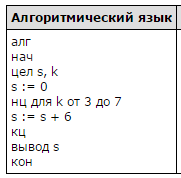 Алгоритмический язык
алг
нач
цел s, k
s := 0
нц для k от 3 до 7
s := s + 6
кц
вывод s
кон